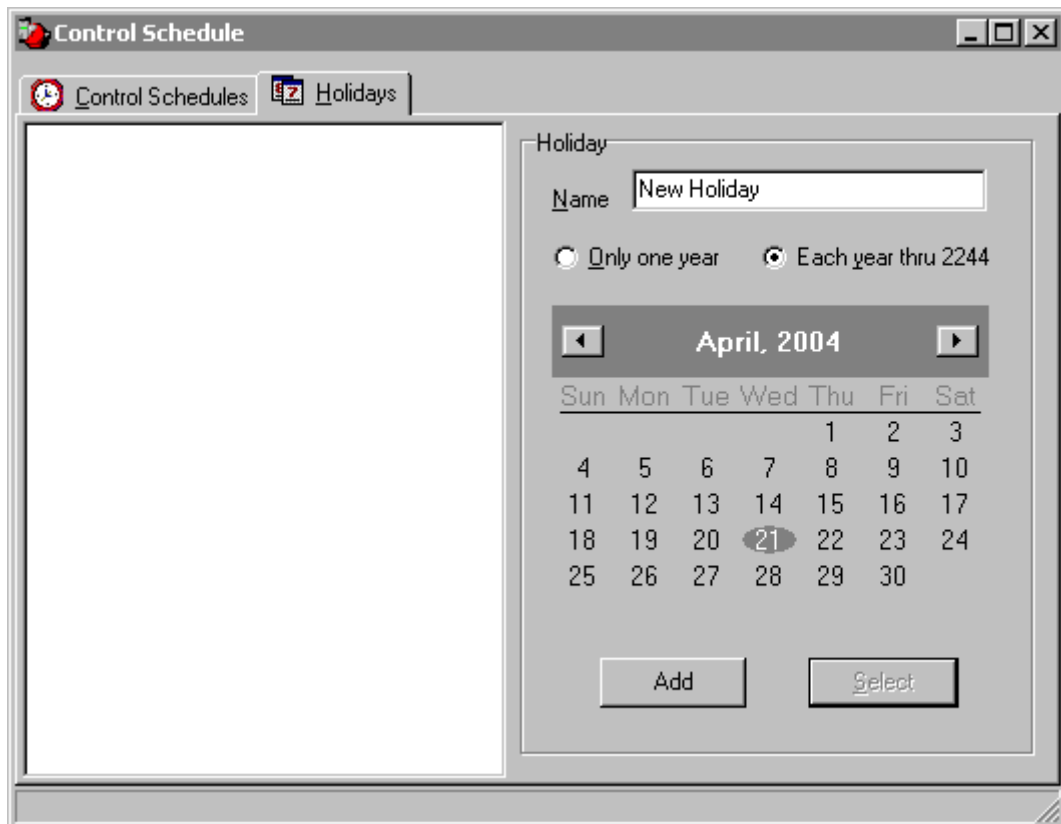 Control Schedule
Control Schedules Holidays
Holiday
Name New Holiday
Only one year Each year thru 2244
April, 2004
Sun Mon Tue Wed Thu Fri Sat
1 2 3
4 5 6 7 8 9 10
11 12 13 14 15 16 17
18 19 20 21 22 23 24
25 26 27 28 29 30
Add Select